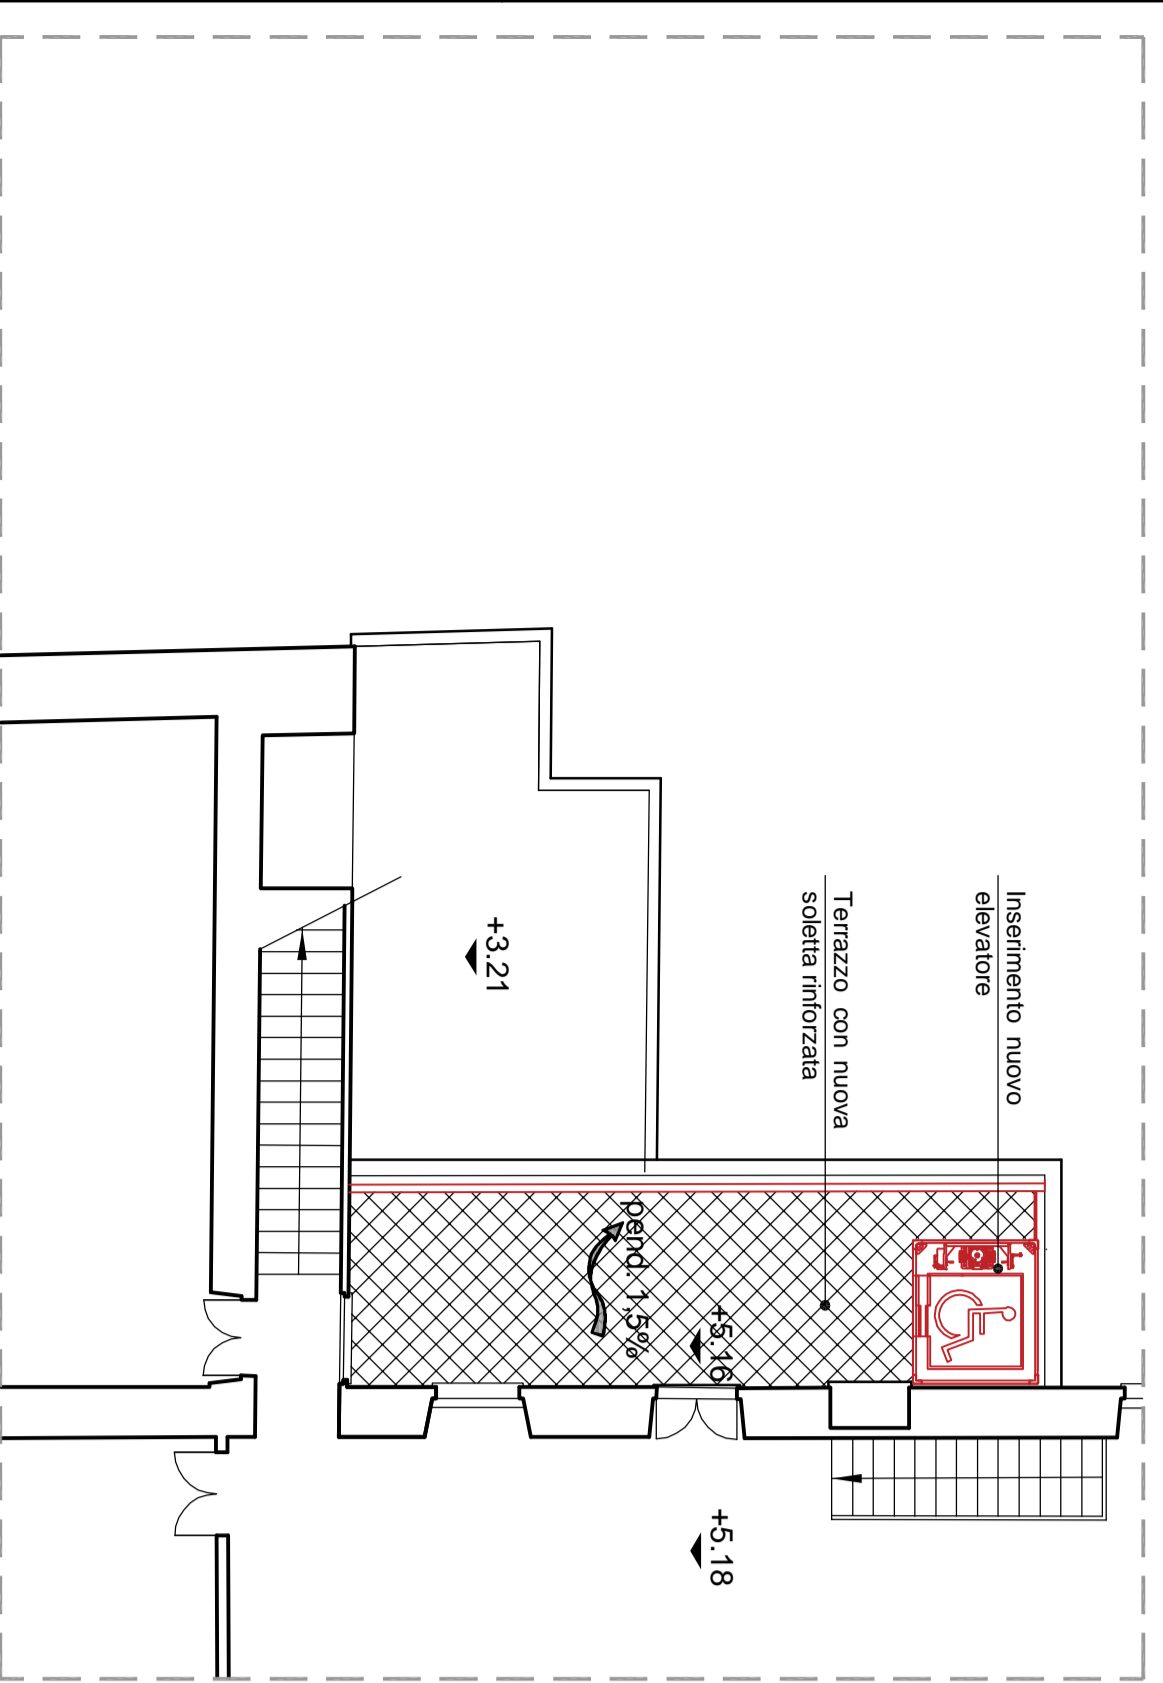 Inserimento nuovo
elevatore
Terrazzo con nuova
soletta rinforzata
+3.21
pend. 1,5%
+5.16
+5.18